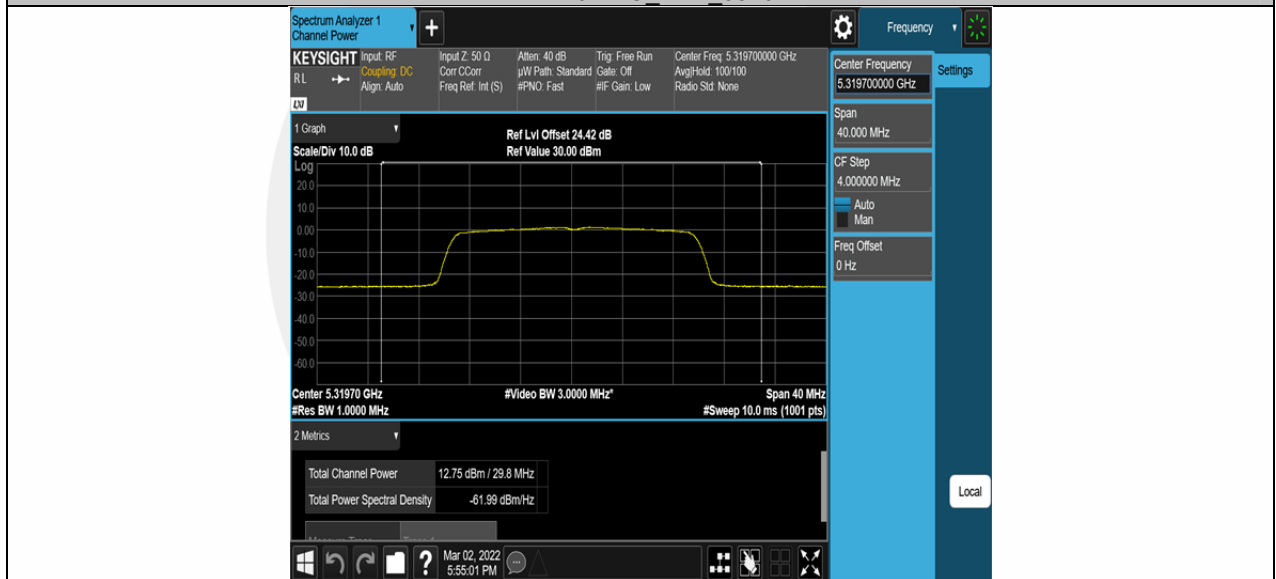 Spectrum Analyzer 1
Channel Power
+
Frequency
KEYSIGHT
RL
LXI
Input: RF
Coupling: DC
Align: Auto
Input Z: 50 Ω
Corr CCorr
Freq Ref: Int (S)
Atten: 40 dB
µW Path: Standard
#PNO: Fast
Trig: Free Run
Gate: Off
#IF Gain: Low
Center Freq: 5.319700000 GHz
Avg|Hold: 100/100
Radio Std: None
Center Frequency
5.319700000 GHz
Settings
Span
40.000 MHz
CF Step
4.000000 MHz
Auto
Man
Freq Offset
0 Hz
Local
1 Graph
Ref Lvl Offset 24.42 dB
Scale/Div 10.0 dB
Ref Value 30.00 dBm
Log
20.0
10.0
0.00
-10.0
-20.0
-30.0
-40.0
-50.0
-60.0
Center 5.31970 GHz
#Video BW 3.0000 MHz*
Span 40 MHz
#Res BW 1.0000 MHz
#Sweep 10.0 ms (1001 pts)
2 Metrics
Total Channel Power 12.75 dBm / 29.8 MHz
Total Power Spectral Density -61.99 dBm/Hz
?
Mar 02, 2022
5:55:01 PM